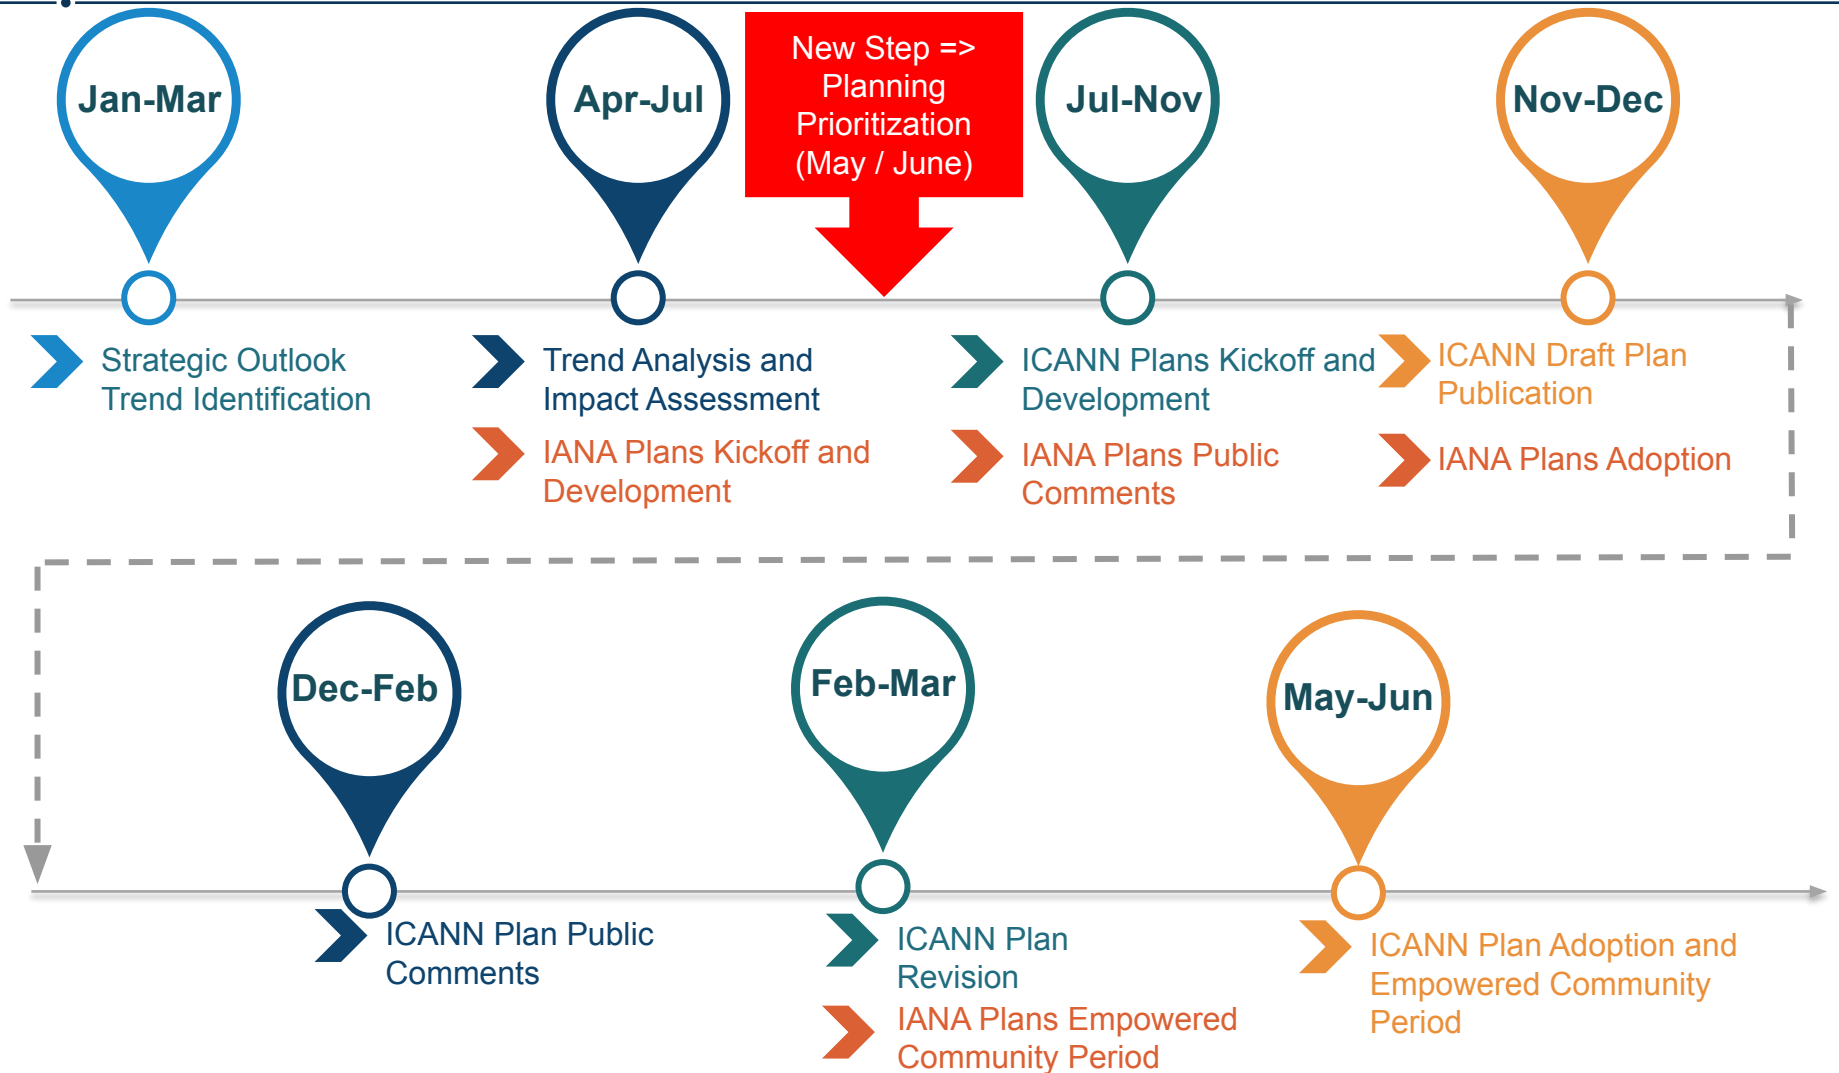 Jan-Mar
Apr-Jul
New Step =>
Planning
Prioritization
(May / June)
Jul-Nov
Nov-Dec
Strategic Outlook
Trend Identification
Trend Analysis and
Impact Assessment
IANA Plans Kickoff and
Development
ICANN Plans Kickoff and
Development
IANA Plans Public
Comments
ICANN Draft Plan
Publication
IANA Plans Adoption
Dec-Feb
Feb-Mar
May-Jun
ICANN Plan Public
Comments
ICANN Plan
Revision
IANA Plans Empowered
Community Period
ICANN Plan Adoption and
Empowered Community
Period